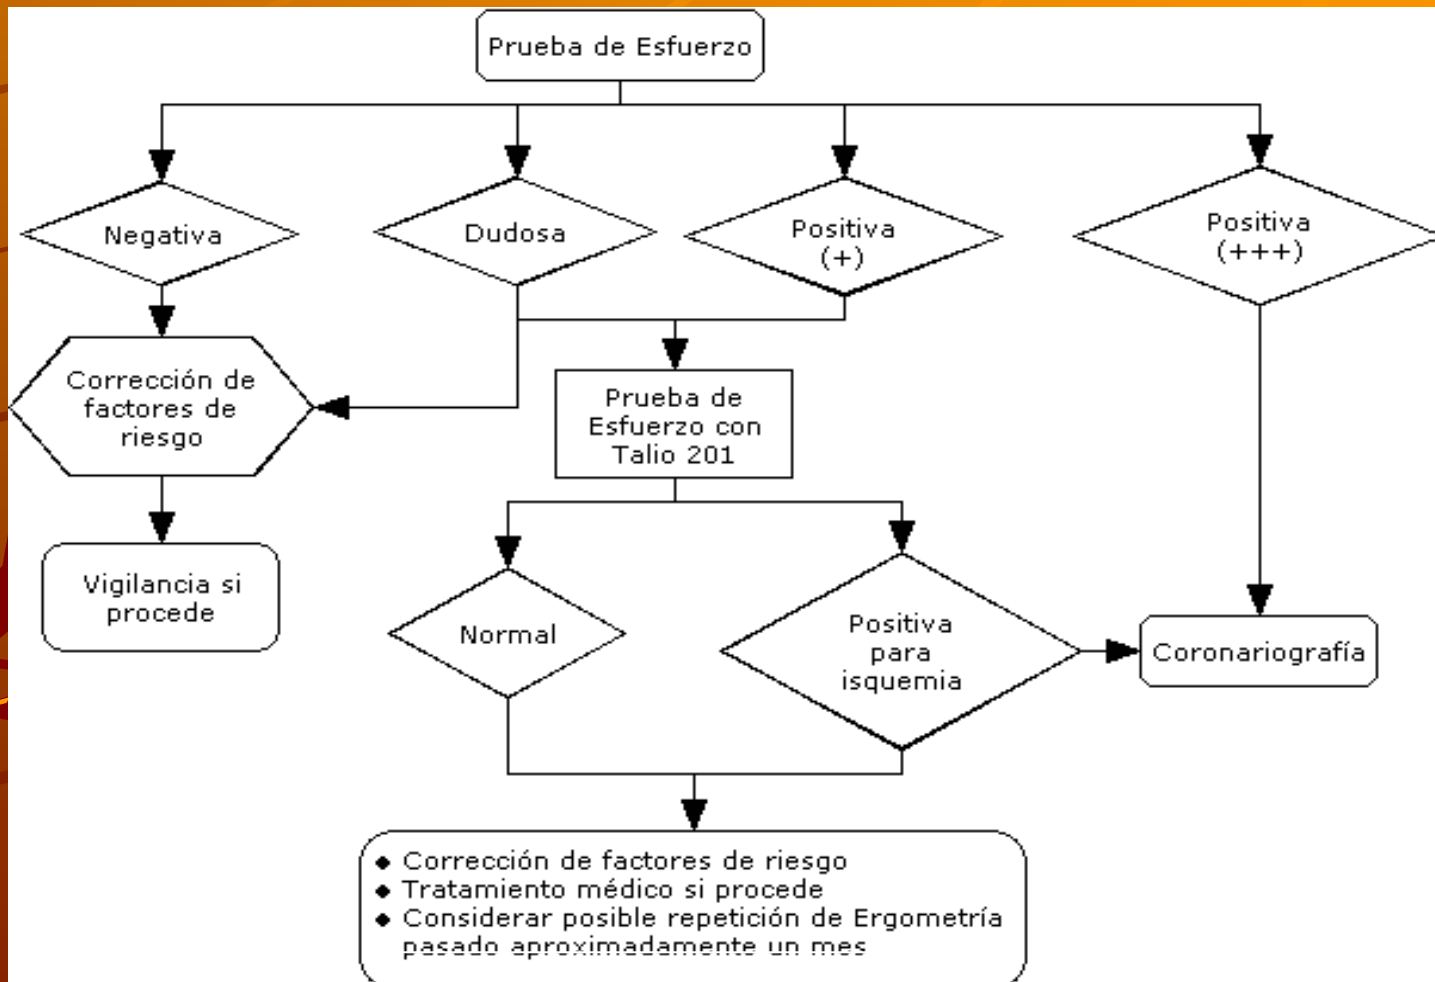 Prueba de Esfuerzo
Negativa
Dudosa
Positiva
(+)
Positiva
(+++)
Corrección de
factores de
riesgo
Prueba de
Esfuerzo con
Talio 201
Vigilancia si
procede
Normal
Positiva
para
isquemia
Coronariografía
◆ Corrección de factores de riesgo
◆ Tratamiento médico si procede
◆ Considerar posible repetición de Ergometría
pasado aproximadamente un mes